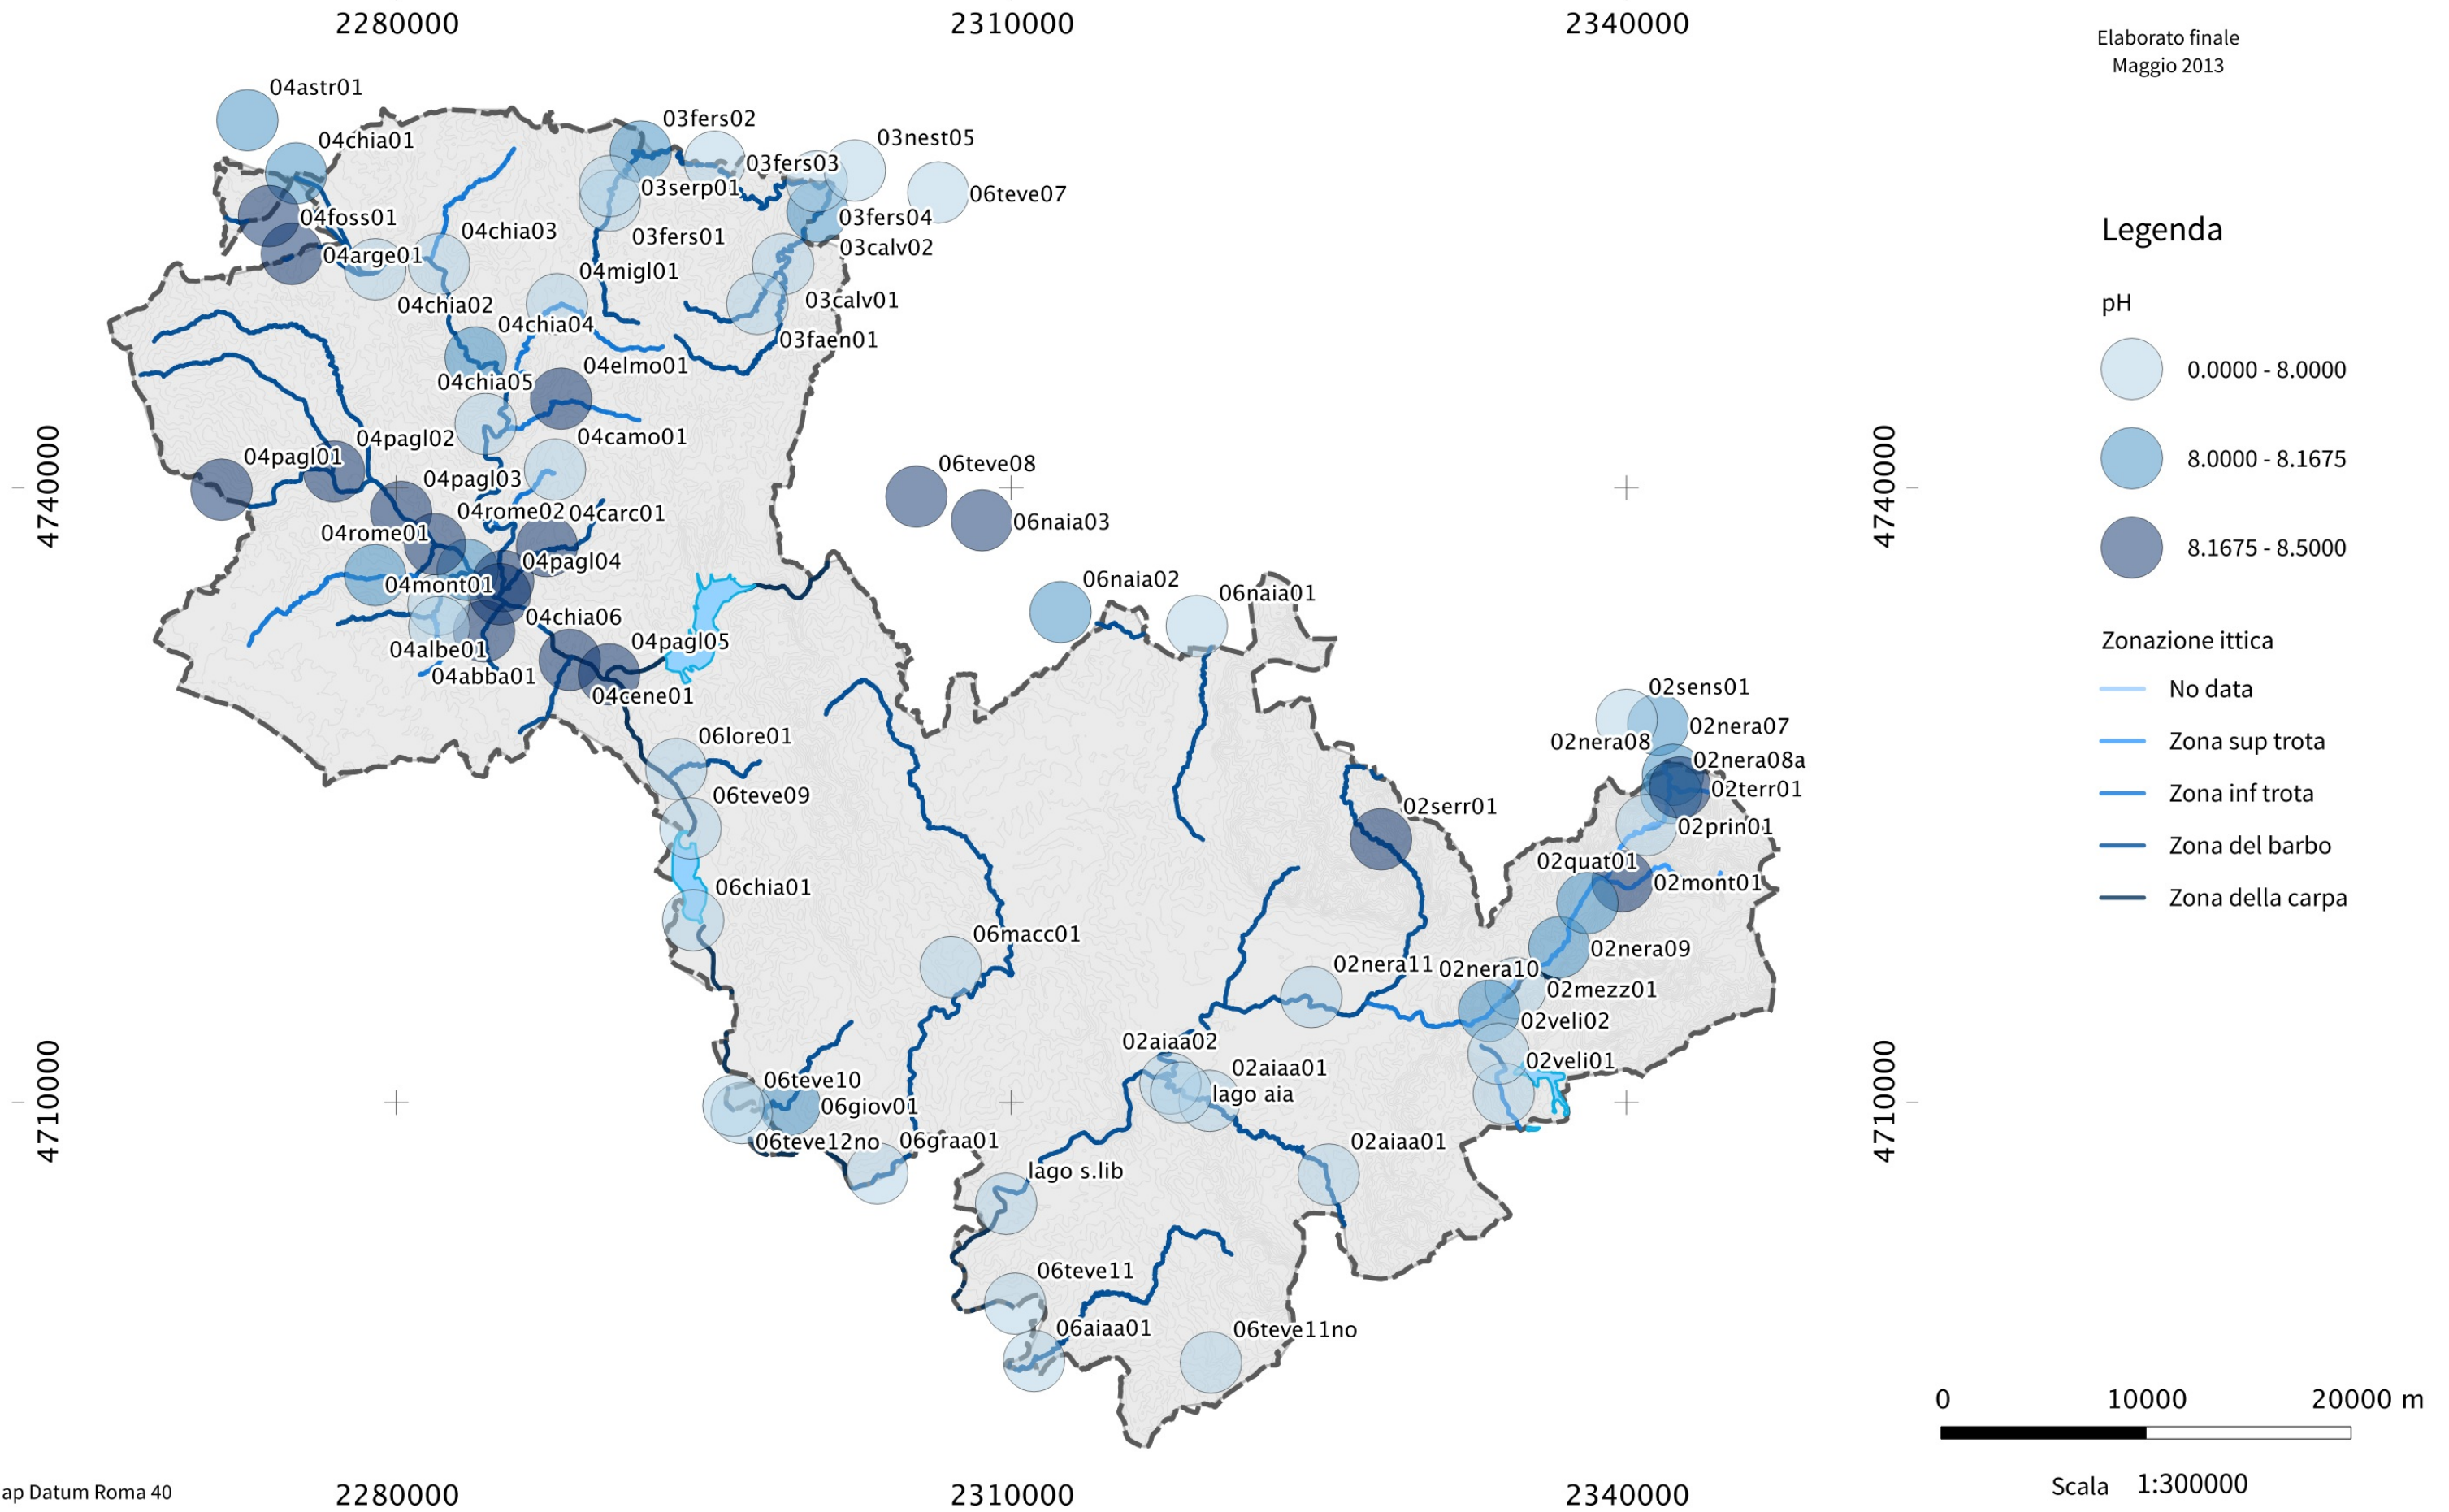 2280000
2310000
2340000
Elaborato finale
Maggio 2013
04astr01
04chia01
03fers02
03nest05
03fers03
03serp01
06teve07
04foss01
03fers04
04chia03
03fers01
04arge01
03calv02
04migl01
04chia02
03calv01
04chia04
03faen01
04elmo01
04chia05
04camo01
04pagl02
04pagl01
04pagl03
06teve08
04rome02
04carc01
06naia03
04rome01
04pagl04
04mont01
06naia02
06naia01
04chia06
04pagl05
04albe01
04abba01
04cene01
02sens01
02nera07
06lore01
02nera08
02nera08a
02terr01
06teve09
02serr01
02prin01
02quat01
02mont01
06chia01
06macc01
02nera09
02nera11
02nera10
02mezz01
02veli02
02aiaa02
02veli01
02aiaa01
lago aia
06teve10
06giov01
06teve12no
06graa01
02aiaa01
lago s.lib
06teve11
06aiaa01
06teve11no
4740000
4740000
4710000
4710000
Legenda
pH
0.0000 - 8.0000
8.0000 - 8.1675
8.1675 - 8.5000
Zonazione ittica
No data
Zona sup trota
Zona inf trota
Zona del barbo
Zona della carpa
0 10000 20000 m
Scala 1:300000
ap Datum Roma 40
2280000
2310000
2340000